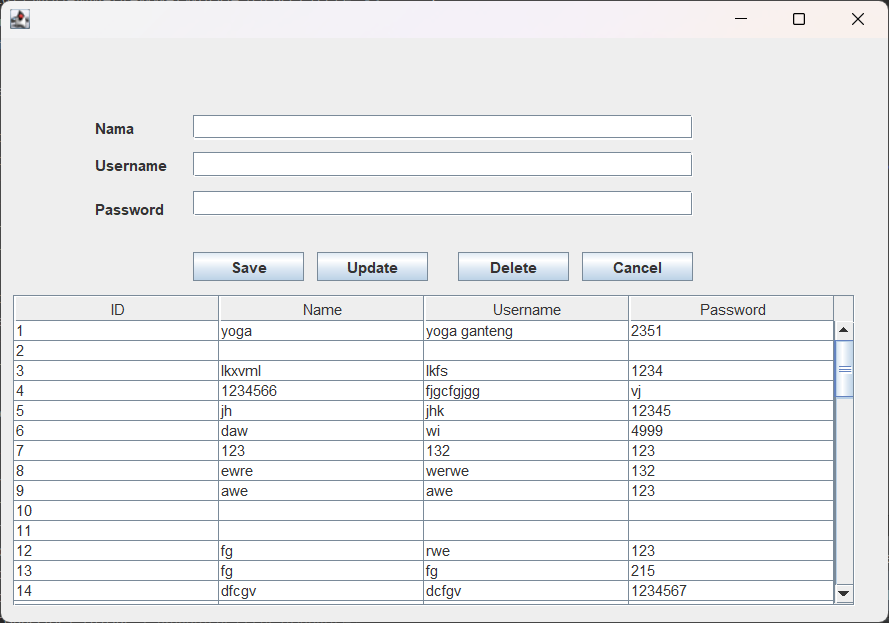 Nama
Username
Password
Save Update Delete Cancel
ID Name Username Password
1 yoga yoga ganteng 2351
2
3 lkxvml lkfs 1234
4 1234566 fjgcfgjgg vj
5 jh jhk 12345
6 daw wi 4999
7 123 132 123
8 ewre werwe 132
9 awe awe 123
10
11
12 fg rwe 123
13 fg fg 215
14 dfcgv dcfgv 1234567